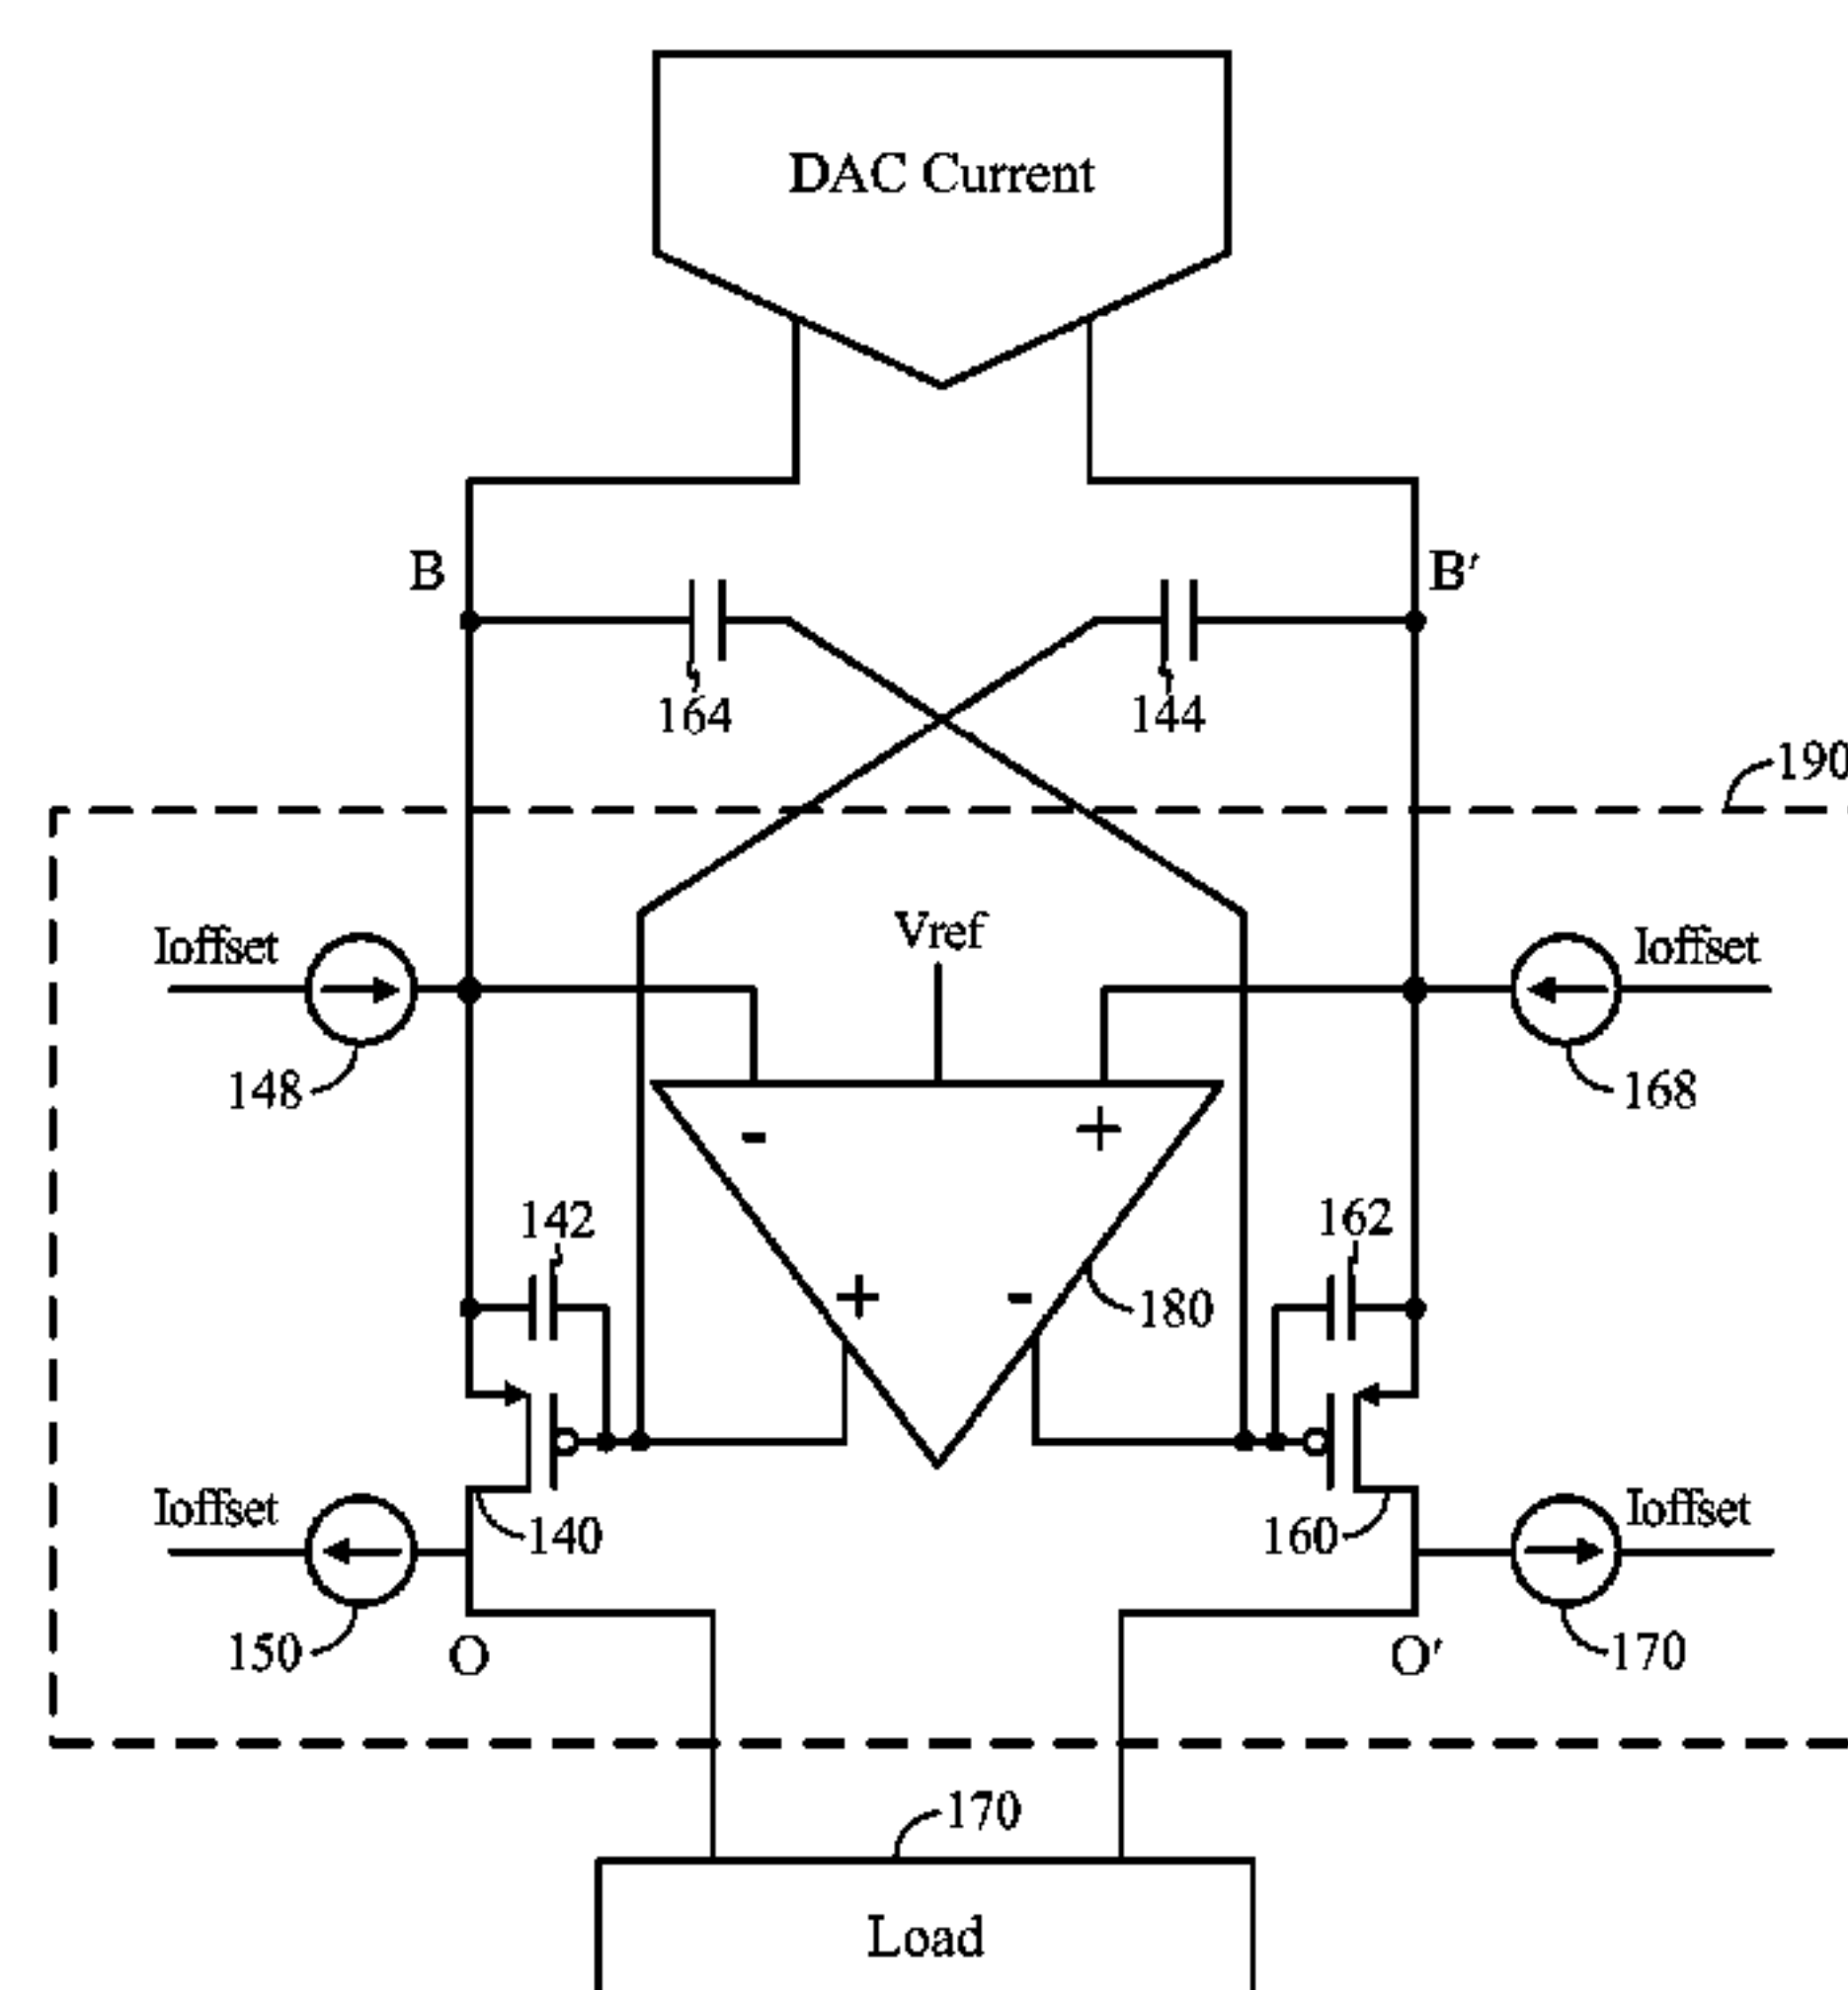 DAC Current
B
B'
164
144
190
Ioffset
Vref
Ioffset
148
168
-
+
142
162
+
-
180
Ioffset
140
160
Ioffset
150
O
O'
170
170
Load